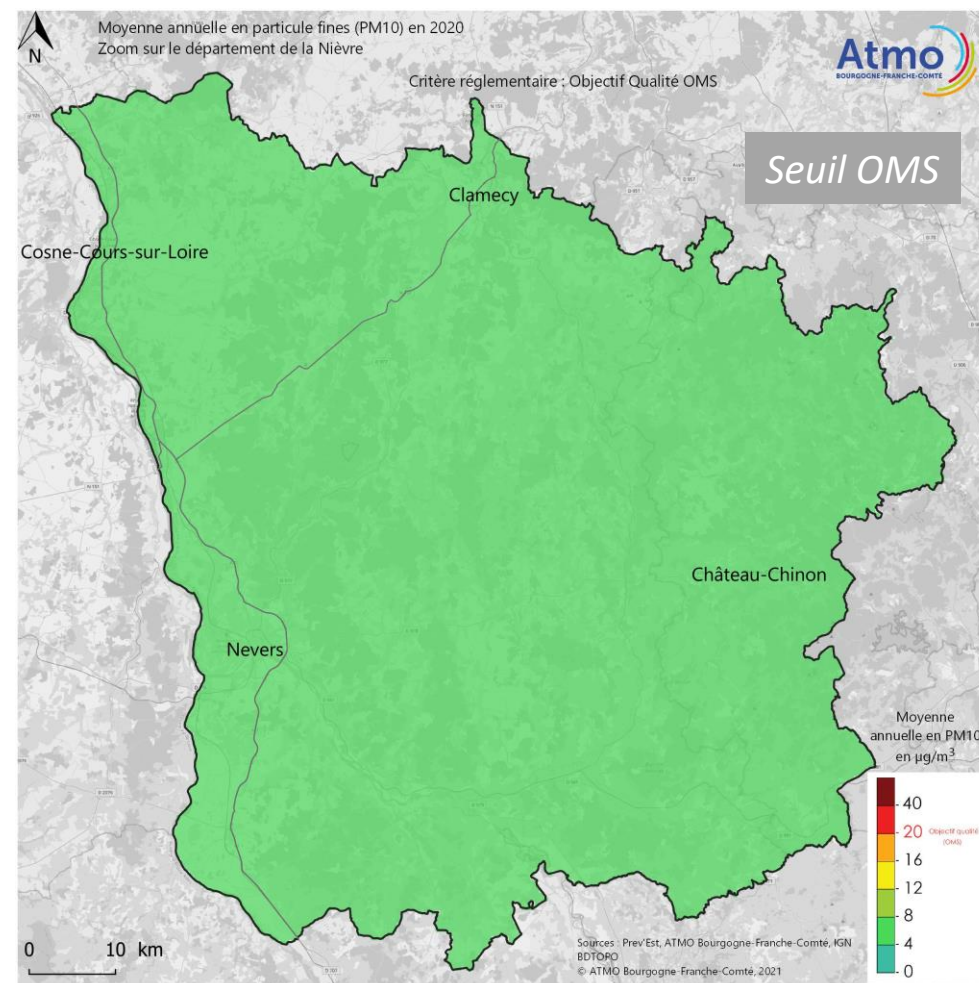 Moyenne annuelle en particule fines (PM10) en 2020
Zoom sur le département de la Nièvre
N
Critère réglementaire : Objectif Qualité OMS
Atmo
BOURGOGNE-FRANCHE-COMTÉ
Seuil OMS
Clamecy
Cosne-Cours-sur-Loire
Château-Chinon
Nevers
Moyenne
annuelle en PM10
en µg/m³
40
20 Objectif qualité
(OMS)
16
12
8
4
0
0 10 km
Sources : Prev'Est, ATMO Bourgogne-Franche-Comté, IGN
BDTOPO
© ATMO Bourgogne-Franche-Comté, 2021